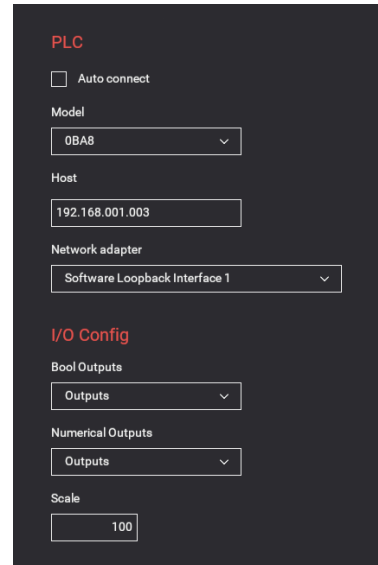 PLC
Auto connect
Model
0BA8
Host
192.168.001.003
Network adapter
Software Loopback Interface 1
I/O Config
Bool Outputs
Outputs
Numerical Outputs
Outputs
Scale
100